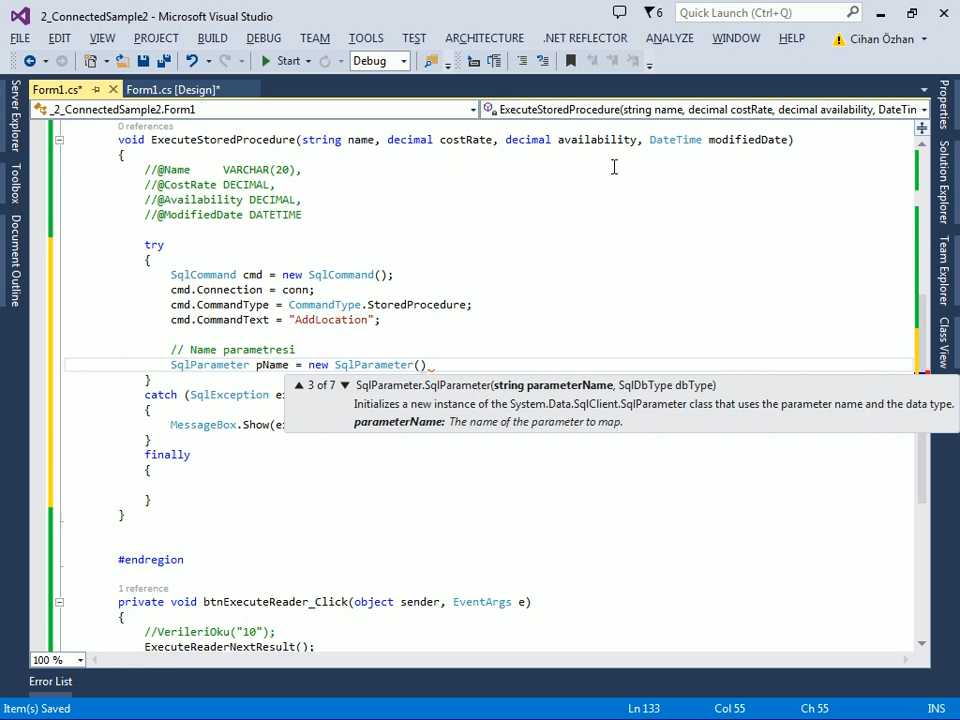 2_ConnectedSample2 - Microsoft Visual Studio
6
Quick Launch (Ctrl+Q)
FILE EDIT VIEW PROJECT BUILD DEBUG TEAM TOOLS TEST ARCHITECTURE .NET REFLECTOR ANALYZE WINDOW HELP Cihan Özhan
Start Debug
Form1.cs* Form1.cs [Design]*
_2_ConnectedSample2.Form1 ExecuteStoredProcedure(string name, decimal costRate, decimal availability, DateTin
0 references
void ExecuteStoredProcedure(string name, decimal costRate, decimal availability, DateTime modifiedDate)
{
//@Name VARCHAR(20),
//@CostRate DECIMAL,
//@Availability DECIMAL,
//@ModifiedDate DATETIME
try
{
SqlCommand cmd = new SqlCommand();
cmd.Connection = conn;
cmd.CommandType = CommandType.StoredProcedure;
cmd.CommandText = "AddLocation";
// Name parametresi
SqlParameter pName = new SqlParameter()
}
3 of 7 SqlParameter.SqlParameter(string parameterName, SqlDbType dbType)
catch (SqlException e
Initializes a new instance of the System.Data.SqlClient.SqlParameter class that uses the parameter name and the data type.
{
parameterName: The name of the parameter to map.
MessageBox.Show(e
}
finally
{
}
}
#endregion
1 reference
private void btnExecuteReader_Click(object sender, EventArgs e)
{
//VerileriOku("10");
ExecuteReaderNextResult();
100 %
Error List
Item(s) Saved Ln 133 Col 55 Ch 55 INS
Server Explorer
Toolbox
Document Outline
Properties
Solution Explorer
Team Explorer
Class View